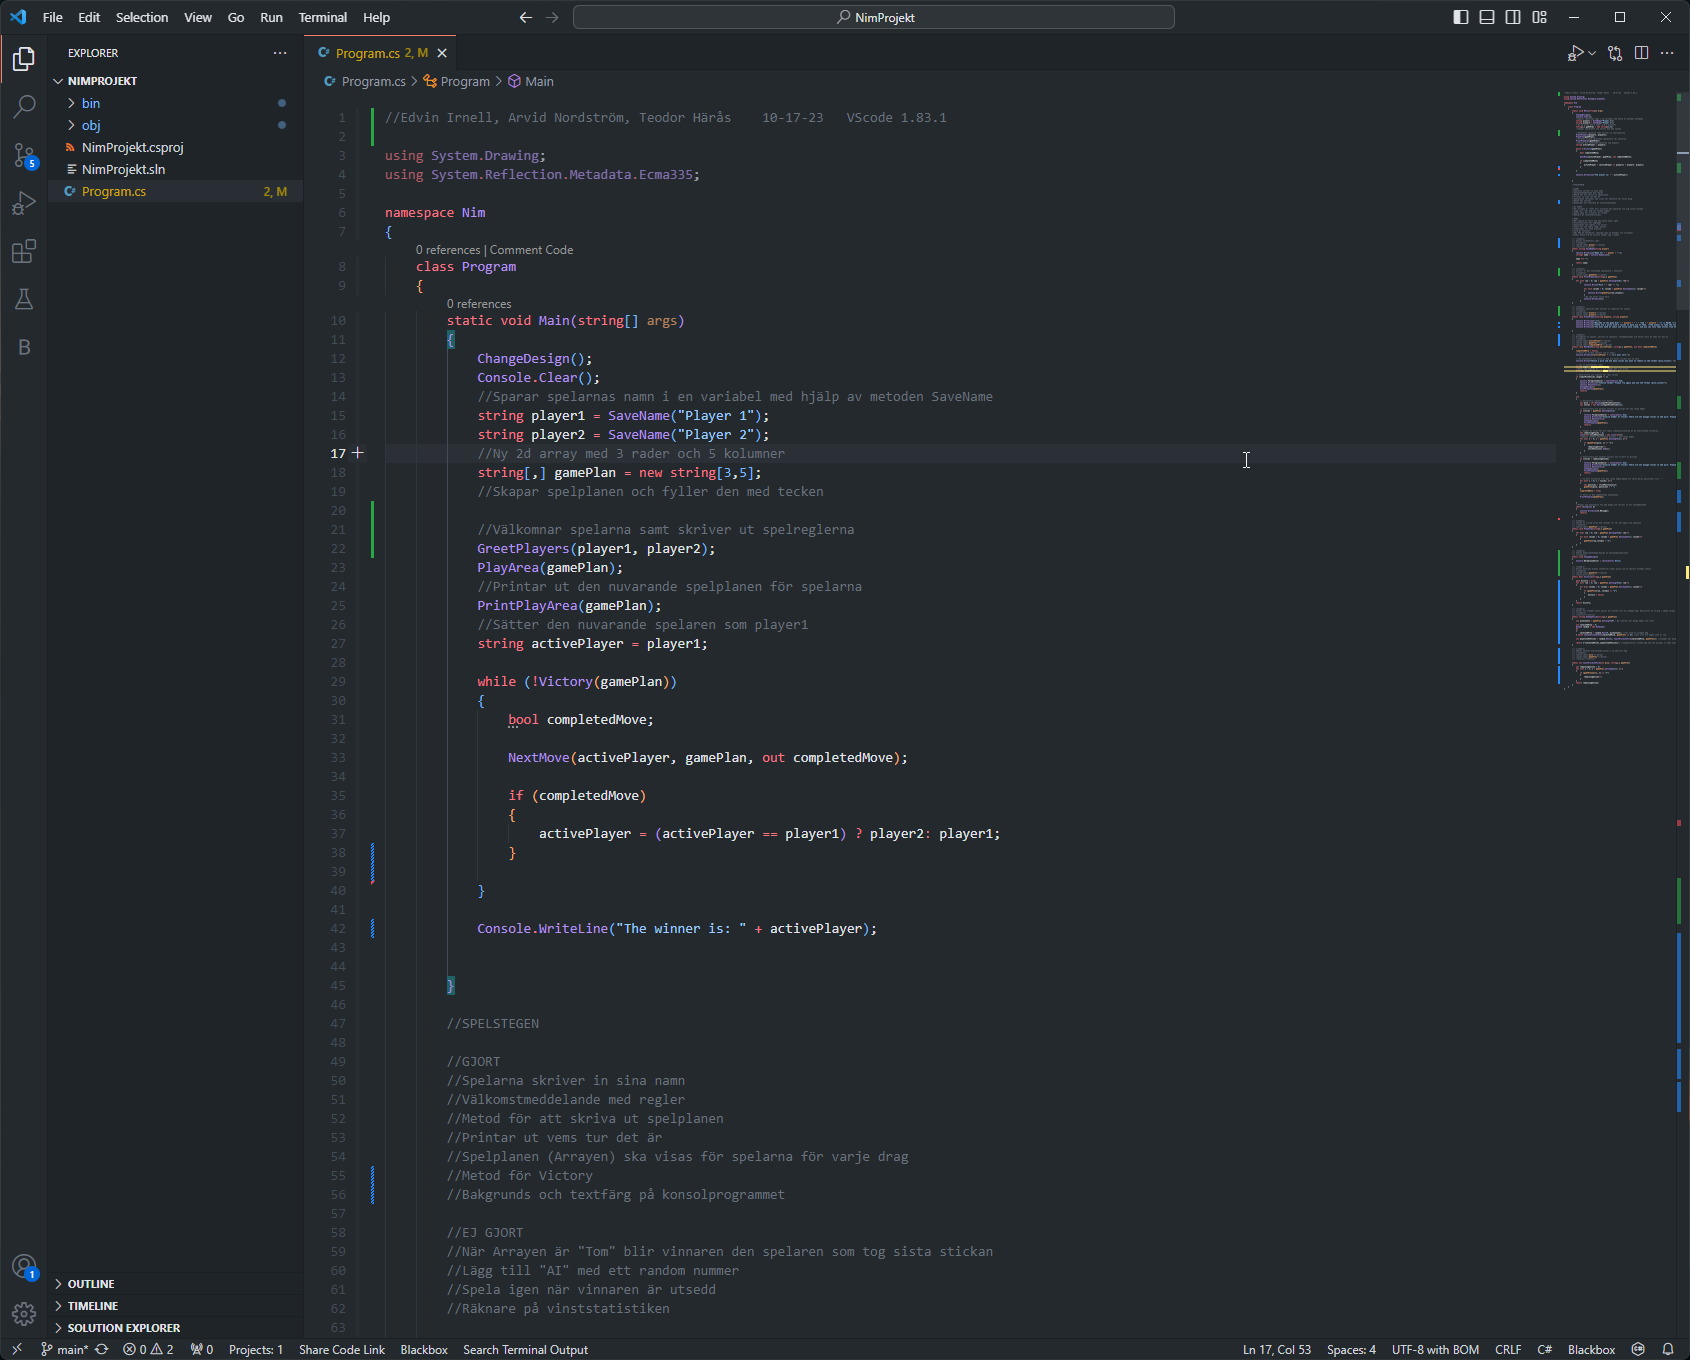 File Edit Selection View Go Run Terminal Help
NimProjekt
EXPLORER
NIMPROJEKT
bin
obj
NimProjekt.csproj
NimProjekt.sln
Program.cs 2, M
5
1
B
OUTLINE
TIMELINE
SOLUTION EXPLORER
C# Program.cs 2, M
C# Program.cs > Program > Main
1 //Edvin Irnell, Arvid Nordström, Teodor Härås    10-17-23   VScode 1.83.1
2
3 using System.Drawing;
4 using System.Reflection.Metadata.Ecma335;
5
6 namespace Nim
7 {
0 references | Comment Code
8 class Program
9 {
0 references
10 static void Main(string[] args)
11 {
12 ChangeDesign();
13 Console.Clear();
14 //Sparar spelarnas namn i en variabel med hjälp av metoden SaveName
15 string player1 = SaveName("Player 1");
16 string player2 = SaveName("Player 2");
17 //Ny 2d array med 3 rader och 5 kolumner
18 string[,] gamePlan = new string[3,5];
19 //Skapar spelplanen och fyller den med tecken
20
21 //Välkomnar spelarna samt skriver ut spelreglerna
22 GreetPlayers(player1, player2);
23 PlayArea(gamePlan);
24 //Printar ut den nuvarande spelplanen för spelarna
25 PrintPlayArea(gamePlan);
26 //Sätter den nuvarande spelaren som player1
27 string activePlayer = player1;
28
29 while (!Victory(gamePlan))
30 {
31 bool completedMove;
32
33 NextMove(activePlayer, gamePlan, out completedMove);
34
35 if (completedMove)
36 {
37 activePlayer = (activePlayer == player1) ? player2: player1;
38 }
39
40 }
41
42 Console.WriteLine("The winner is: " + activePlayer);
43
44
45 }
46
47 //SPELSTEGEN
48
49 //GJORT
50 //Spelarna skriver in sina namn
51 //Välkomstmeddelande med regler
52 //Metod för att skriva ut spelplanen
53 //Printar ut vems tur det är
54 //Spelplanen (Arrayen) ska visas för spelarna för varje drag
55 //Metod för Victory
56 //Bakgrunds och textfärg på konsolprogrammet
57
58 //EJ GJORT
59 //När Arrayen är "Tom" blir vinnaren den spelaren som tog sista stickan
60 //Lägg till "AI" med ett random nummer
61 //Spela igen när vinnaren är utsedd
62 //Räknare på vinststatistiken
63
main* 0 2 0 Projects: 1 Share Code Link Blackbox Search Terminal Output Ln 17, Col 53 Spaces: 4 UTF-8 with BOM CRLF C# Blackbox